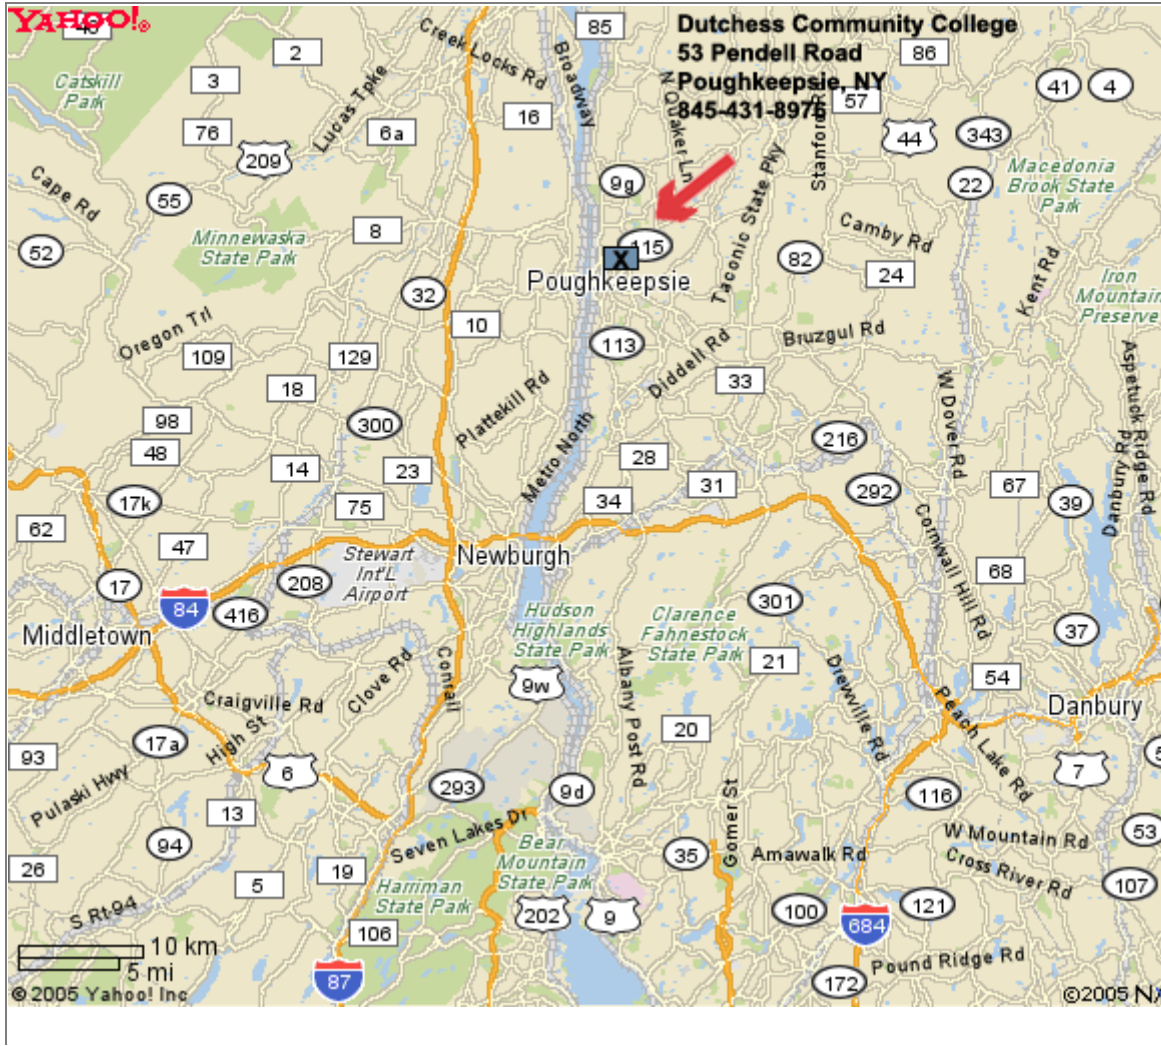 YAHOO!®
Dutchess Community College
53 Pendell Road
Poughkeepsie, NY
845-431-8976
2
85
86
3
Creek Locks Rd
Broadway
N Quaker Ln
57
41
4
Catskill
Park
Lucas Tpke
16
Stanford Rd
76
6a
209
44
343
Macedonia
Brook State
Park
Cape Rd
55
9g
Taconic State Pky
22
52
Minnewaska
State Park
8
115
Camby Rd
82
24
Kent Rd
Iron
Mountain
Preserve
X
Poughkeepsie
32
10
Oregon Trl
109
129
113
Diddell Rd
Bruzgul Rd
33
Aspetuck Ridge Rd
18
98
300
Plattekill Rd
W Dover Rd
48
14
23
Metro North
28
216
31
67
Danbury Rd
17k
75
34
292
39
62
47
Stewart
Int'L
Airport
Newburgh
Cornwall Hill Rd
17
84
416
208
301
68
Middletown
Hudson
Highlands
State Park
Clarence
Fahnestock
State Park
37
Clove Rd
Conrail
9w
Albany Post Rd
21
Drewville Rd
54
Craigville Rd
High St
Peach Lake Rd
Danbury
93
17a
20
Pulaski Hwy
6
293
9d
7
13
116
94
Seven Lakes Dr
Gomer St
W Mountain Rd
53
26
Bear
Mountain
State Park
35
Amawalk Rd
Cross River Rd
5
19
Harriman
State Park
107
S Rt-94
202
9
100
121
106
684
10 km
5 mi
87
172
Pound Ridge Rd
© 2005 Yahoo! Inc
©2005